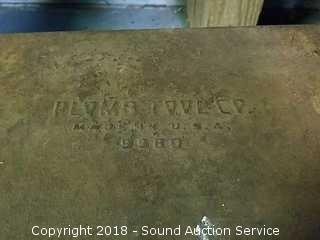 PLOMB TOOL CO.
MADE IN U.S.A.
Copyright 2018 - Sound Auction Service